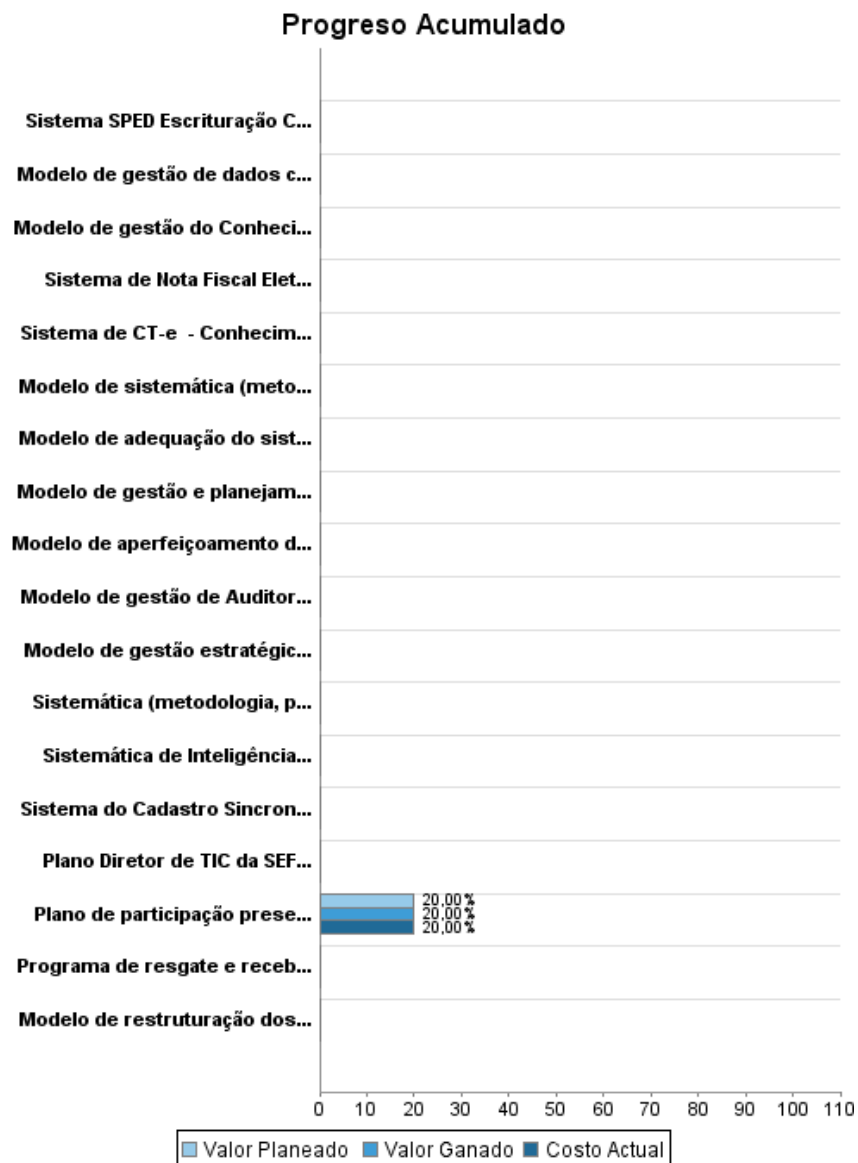 Progreso Acumulado
Sistema SPED Escrituração C...
Modelo de gestão de dados c...
Modelo de gestão do Conheci...
Sistema de Nota Fiscal Elet...
Sistema de CT-e  - Conhecim...
Modelo de sistemática (meto...
Modelo de adequação do sist...
Modelo de gestão e planejam...
Modelo de aperfeiçoamento d...
Modelo de gestão de Auditor...
Modelo de gestão estratégic...
Sistemática (metodologia, p...
Sistemática de Inteligência...
Sistema do Cadastro Sincron...
Plano Diretor de TIC da SEF...
Plano de participação prese...
20,00%
20,00%
20,00%
Programa de resgate e receb...
Modelo de restruturação dos...
0 10 20 30 40 50 60 70 80 90 100 110
Valor Planeado Valor Ganado Costo Actual